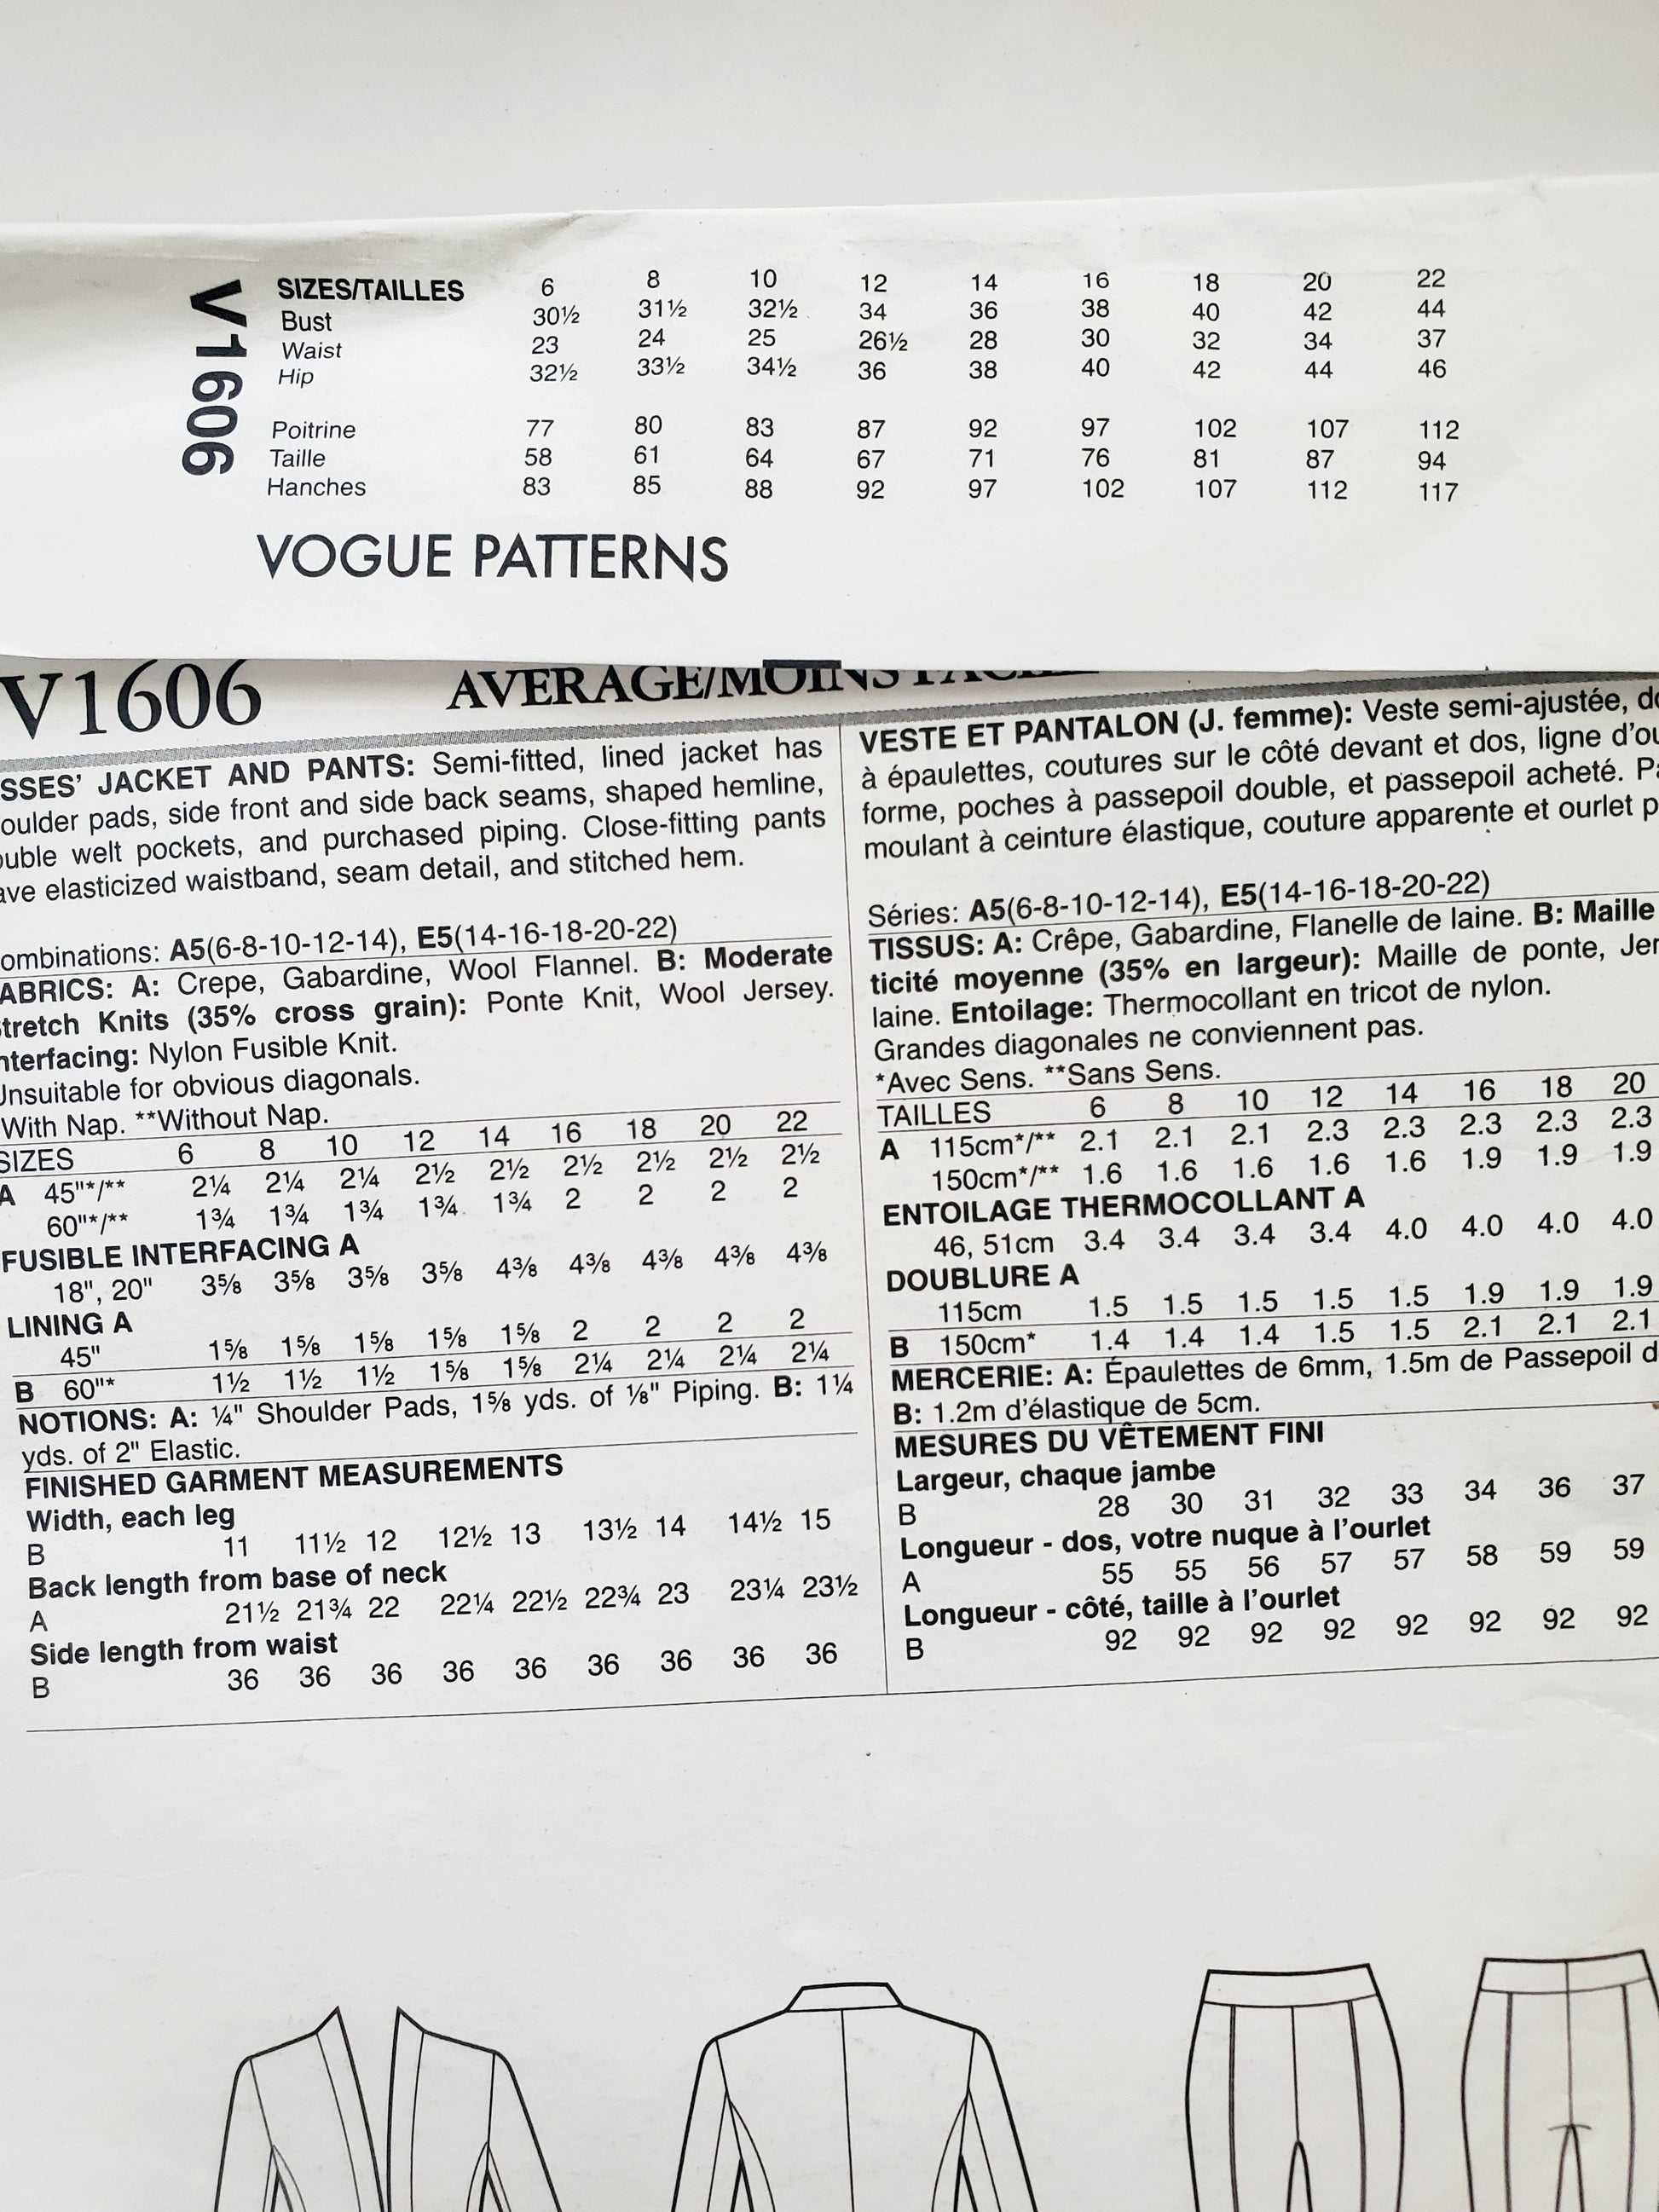 V1606
SIZES/TAILLES 6 8 10 12 14 16 18 20 22
Bust 30½ 31½ 32½ 34 36 38 40 42 44
Waist 23 24 25 26½ 28 30 32 34 37
Hip 32½ 33½ 34½ 36 38 40 42 44 46
Poitrine 77 80 83 87 92 97 102 107 112
Taille 58 61 64 67 71 76 81 87 94
Hanches 83 85 88 92 97 102 107 112 117
VOGUE PATTERNS
V1606 AVERAGE/MOINS
SSES' JACKET AND PANTS: Semi-fitted, lined jacket has
oulder pads, side front and side back seams, shaped hemline,
ouble welt pockets, and purchased piping. Close-fitting pants
ave elasticized waistband, seam detail, and stitched hem.
ombinations: A5(6-8-10-12-14), E5(14-16-18-20-22)
ABRICS: A: Crepe, Gabardine, Wool Flannel. B: Moderate
Stretch Knits (35% cross grain): Ponte Knit, Wool Jersey.
nterfacing: Nylon Fusible Knit.
Unsuitable for obvious diagonals.
With Nap. **Without Nap.
SIZES 6 8 10 12 14 16 18 20 22
A 45"*/** 2¼ 2¼ 2¼ 2½ 2½ 2½ 2½ 2½ 2½
60"*/** 1¾ 1¾ 1¾ 1¾ 1¾ 2 2 2 2
FUSIBLE INTERFACING A
18", 20" 3⅝ 3⅝ 3⅝ 3⅝ 4⅜ 4⅜ 4⅜ 4⅜ 4⅜
LINING A
45" 1⅝ 1⅝ 1⅝ 1⅝ 1⅝ 2 2 2 2
B 60"* 1½ 1½ 1½ 1⅝ 1⅝ 2¼ 2¼ 2¼ 2¼
NOTIONS: A: ¼" Shoulder Pads, 1⅝ yds. of ⅛" Piping. B: 1¼
yds. of 2" Elastic.
FINISHED GARMENT MEASUREMENTS
Width, each leg
B 11 11½ 12 12½ 13 13½ 14 14½ 15
Back length from base of neck
A 21½ 21¾ 22 22¼ 22½ 22¾ 23 23¼ 23½
Side length from waist
B 36 36 36 36 36 36 36 36 36
VESTE ET PANTALON (J. femme): Veste semi-ajustée, do
à épaulettes, coutures sur le côté devant et dos, ligne d'ou
forme, poches à passepoil double, et passepoil acheté. Pa
moulant à ceinture élastique, couture apparente et ourlet p
Séries: A5(6-8-10-12-14), E5(14-16-18-20-22)
TISSUS: A: Crêpe, Gabardine, Flanelle de laine. B: Maille
ticité moyenne (35% en largeur): Maille de ponte, Jer
laine. Entoilage: Thermocollant en tricot de nylon.
Grandes diagonales ne conviennent pas.
*Avec Sens. **Sans Sens.
TAILLES 6 8 10 12 14 16 18 20
A 115cm*/** 2.1 2.1 2.1 2.3 2.3 2.3 2.3 2.3
150cm*/** 1.6 1.6 1.6 1.6 1.6 1.9 1.9 1.9
ENTOILAGE THERMOCOLLANT A
46, 51cm 3.4 3.4 3.4 3.4 4.0 4.0 4.0 4.0
DOUBLURE A
115cm 1.5 1.5 1.5 1.5 1.5 1.9 1.9 1.9
B 150cm* 1.4 1.4 1.4 1.5 1.5 2.1 2.1 2.1
MERCERIE: A: Épaulettes de 6mm, 1.5m de Passepoil d
B: 1.2m d'élastique de 5cm.
MESURES DU VÊTEMENT FINI
Largeur, chaque jambe
B 28 30 31 32 33 34 36 37
Longueur - dos, votre nuque à l'ourlet
A 55 55 56 57 57 58 59 59
Longueur - côté, taille à l'ourlet
B 92 92 92 92 92 92 92 92